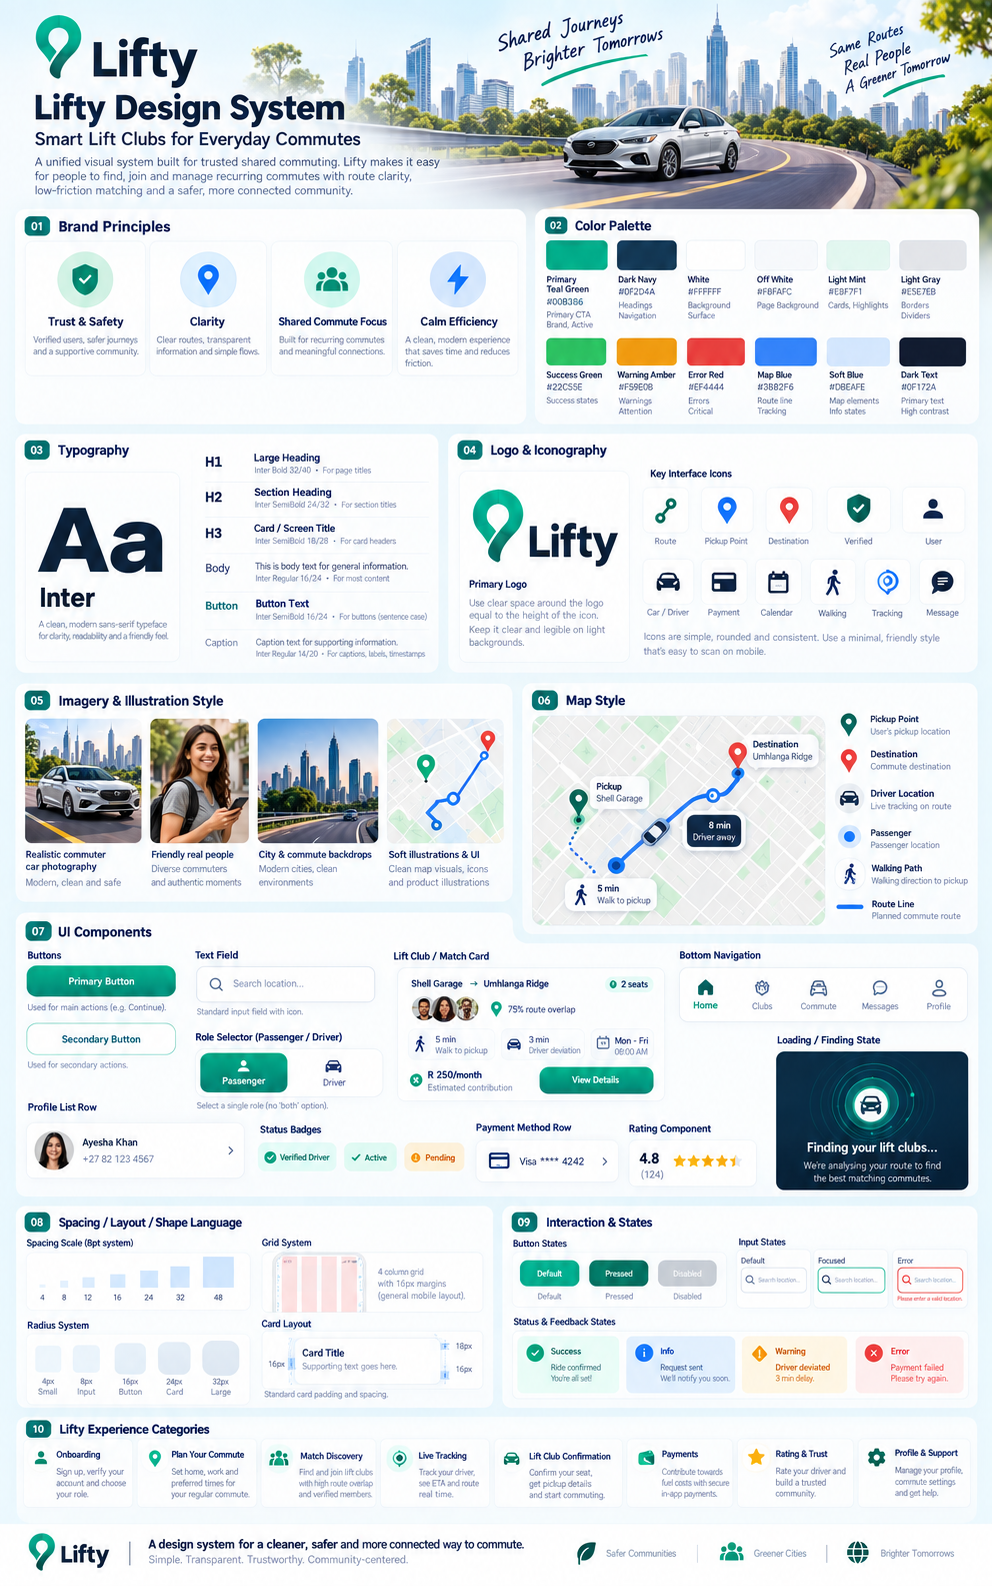 Lifty
Lifty Design System
Smart Lift Clubs for Everyday Commutes
A unified visual system built for trusted shared commuting. Lifty makes it easy
for people to find, join and manage recurring commutes with route clarity,
low-friction matching and a safer, more connected community.
Shared Journeys
Brighter Tomorrows
Same Routes
Real People
A Greener Tomorrow
01 Brand Principles
Trust & Safety
Verified users, safer journeys
and a supportive community.
Clarity
Clear routes, transparent
information and simple flows.
Shared Commute Focus
Built for recurring commutes
and meaningful connections.
Calm Efficiency
A clean, modern experience
that saves time and reduces
friction.
02 Color Palette
Primary
Teal Green
#00B386
Primary CTA
Brand, Active
Dark Navy
#0F2D4A
Headings
Navigation
White
#FFFFFF
Background
Surface
Off White
#F8FAFC
Page Background
Light Mint
#E8F7F1
Cards, Highlights
Light Gray
#E5E7EB
Borders
Dividers
Success Green
#22C55E
Success states
Warning Amber
#F59E0B
Warnings
Attention
Error Red
#EF4444
Errors
Critical
Map Blue
#3B82F6
Route line
Tracking
Soft Blue
#DBEAFE
Map elements
Info states
Dark Text
#0F172A
Primary text
High contrast
03 Typography
Aa
Inter
A clean, modern sans-serif typeface
for clarity, readability and a friendly feel.
H1 Large Heading
Inter Bold 32/40 • For page titles
H2 Section Heading
Inter SemiBold 24/32 • For section titles
H3 Card / Screen Title
Inter SemiBold 18/28 • For card headers
Body This is body text for general information.
Inter Regular 16/24 • For most content
Button Button Text
Inter SemiBold 16/24 • For buttons (sentence case)
Caption Caption text for supporting information.
Inter Regular 14/20 • For captions, labels, timestamps
04 Logo & Iconography
Lifty
Primary Logo
Use clear space around the logo
equal to the height of the icon.
Keep it clear and legible on light
backgrounds.
Key Interface Icons
Route Pickup Point Destination Verified User
Car / Driver Payment Calendar Walking Tracking Message
Icons are simple, rounded and consistent. Use a minimal, friendly style
that's easy to scan on mobile.
05 Imagery & Illustration Style
Realistic commuter
car photography
Modern, clean and safe
Friendly real people
Diverse commuters
and authentic moments
City & commute backdrops
Modern cities, clean
environments
Soft illustrations & UI
Clean map visuals, icons
and product illustrations
06 Map Style
Destination
Umhlanga Ridge
Pickup
Shell Garage
8 min
Driver away
5 min
Walk to pickup
Pickup Point
User's pickup location
Destination
Commute destination
Driver Location
Live tracking on route
Passenger
Passenger location
Walking Path
Walking direction to pickup
Route Line
Planned commute route
07 UI Components
Buttons
Primary Button
Used for main actions (e.g. Continue).
Secondary Button
Used for secondary actions.
Text Field
Search location...
Standard input field with icon.
Role Selector (Passenger / Driver)
Passenger Driver
Select a single role (no 'both' option).
Lift Club / Match Card
Shell Garage → Umhlanga Ridge 2 seats
75% route overlap
5 min
Walk to pickup
3 min
Driver deviation
Mon - Fri
06:00 AM
R 250/month
Estimated contribution
View Details
Bottom Navigation
Home Clubs Commute Messages Profile
Loading / Finding State
Finding your lift clubs...
We're analysing your route to find
the best matching commutes.
Profile List Row
Ayesha Khan
+27 82 123 4567
Status Badges
Verified Driver Active Pending
Payment Method Row
Visa **** 4242
Rating Component
4.8
(124)
08 Spacing / Layout / Shape Language
Spacing Scale (8pt system)
4 8 12 16 24 32 48
Grid System
4 column grid
with 16px margins
(general mobile layout).
Radius System
4px
Small
8px
Input
16px
Button
24px
Card
32px
Large
Card Layout
16px
Card Title
Supporting text goes here.
18px
16px
Standard card padding and spacing.
09 Interaction & States
Button States
Default Pressed Disabled
Default Pressed Disabled
Input States
Default
Search location...
Focused
Search location...
Error
Search location...
Please enter a valid location.
Status & Feedback States
Success
Ride confirmed
You're all set!
Info
Request sent
We'll notify you soon.
Warning
Driver deviated
3 min delay.
Error
Payment failed
Please try again.
10 Lifty Experience Categories
Onboarding
Sign up, verify your
account and choose
your role.
Plan Your Commute
Set home, work and
preferred times for
your regular commute.
Match Discovery
Find and join lift clubs
with high route overlap
and verified members.
Live Tracking
Track your driver,
see ETA and route
real time.
Lift Club Confirmation
Confirm your seat,
get pickup details
and start commuting.
Payments
Contribute towards
fuel costs with secure
in-app payments.
Rating & Trust
Rate your driver and
build a trusted
community.
Profile & Support
Manage your profile,
commute settings
and get help.
Lifty
A design system for a cleaner, safer and more connected way to commute.
Simple. Transparent. Trustworthy. Community-centered.
Safer Communities Greener Cities Brighter Tomorrows